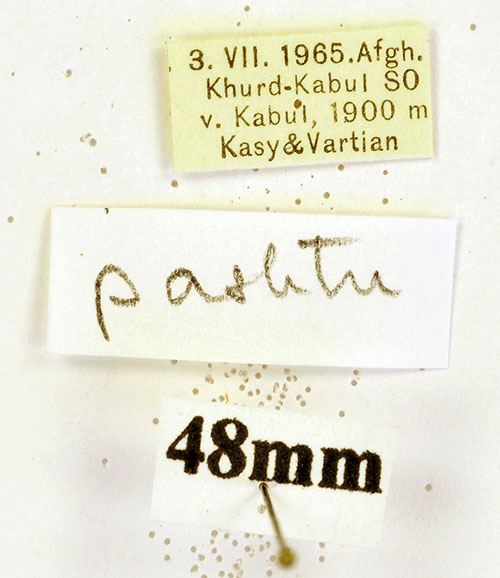 3. VII. 1965. Afgh.
Khurd-Kabul SO
v. Kabul, 1900 m
Kasy & Vartian
pashtu
48mm